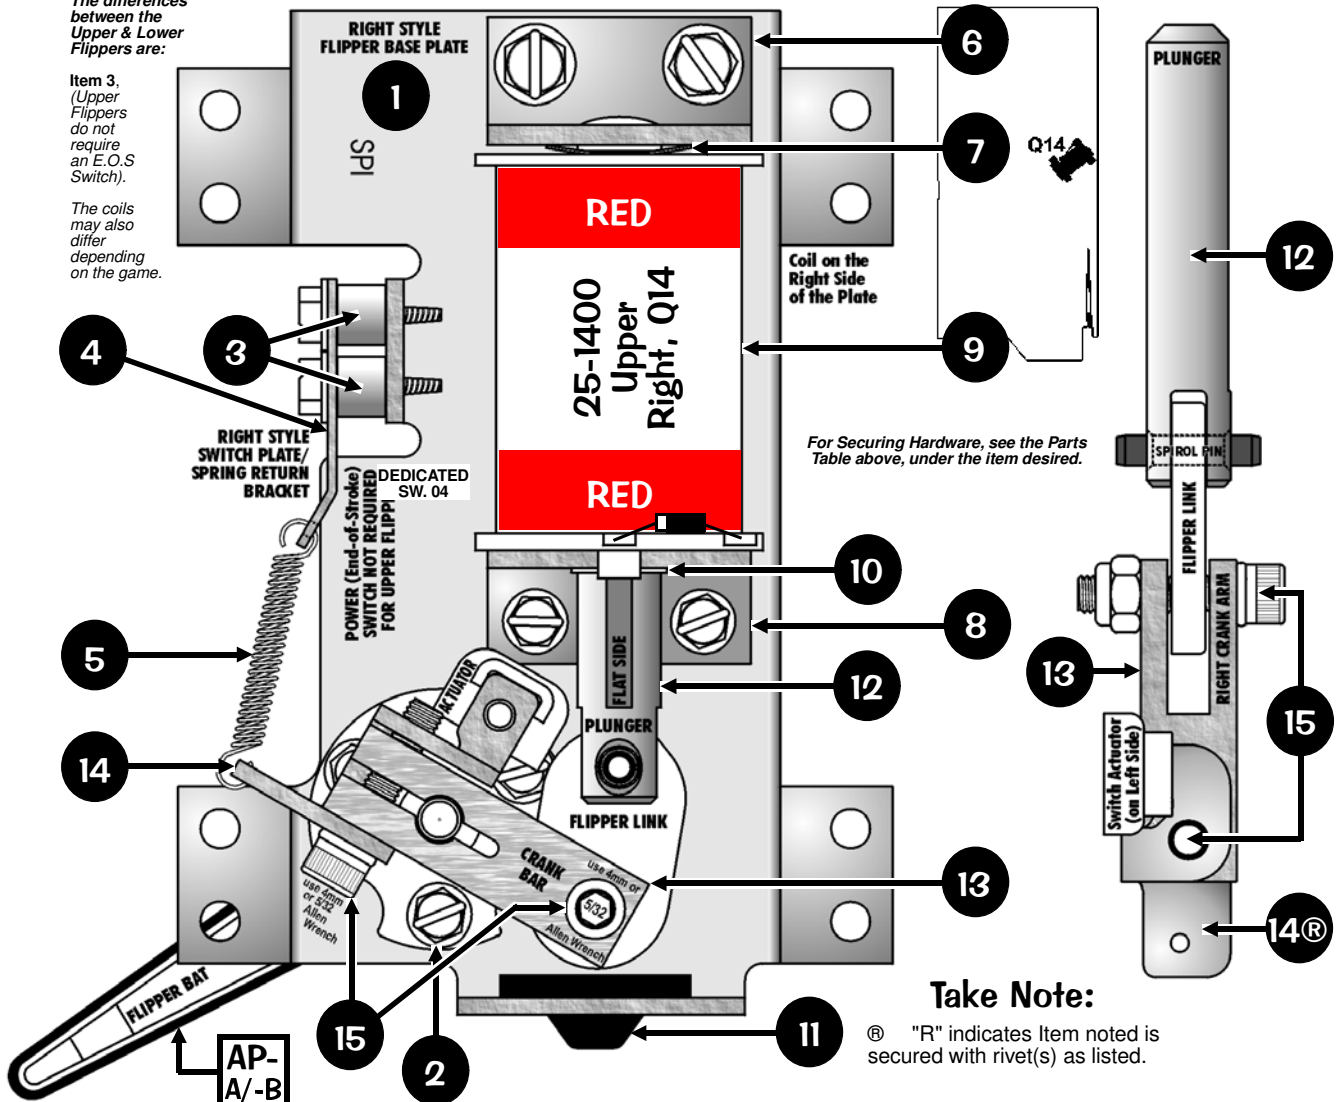 The differences
between the
Upper & Lower
Flippers are:
Item 3,
(Upper
Flippers
do not
require
an E.O.S
Switch).
The coils
may also
differ
depending
on the game.
RIGHT STYLE
FLIPPER BASE PLATE
1
SPI
6
7
RED
25-1400
Upper
Right, Q14
RED
Coil on the
Right Side
of the Plate
Q14
PLUNGER
12
9
4
3
RIGHT STYLE
SWITCH PLATE/
SPRING RETURN
BRACKET
DEDICATED
SW. 04
POWER (End-of-Stroke)
SWITCH NOT REQUIRED
FOR UPPER FLIPP
For Securing Hardware, see the Parts
Table above, under the item desired.
SPIROL PIN
FLIPPER LINK
RIGHT CRANK ARM
10
8
5
FLAT SIDE
12
PLUNGER
ACTUATOR
13
15
14
Switch Actuator
(on Left Side)
FLIPPER LINK
CRANK
BAR
use 4mm or
5/32
Allen Wrench
13
use 4mm
or 5/32
Allen
Wrench
14®
FLIPPER BAT
AP-
A/-B
15
2
11
Take Note:
® "R" indicates Item noted is
secured with rivet(s) as listed.